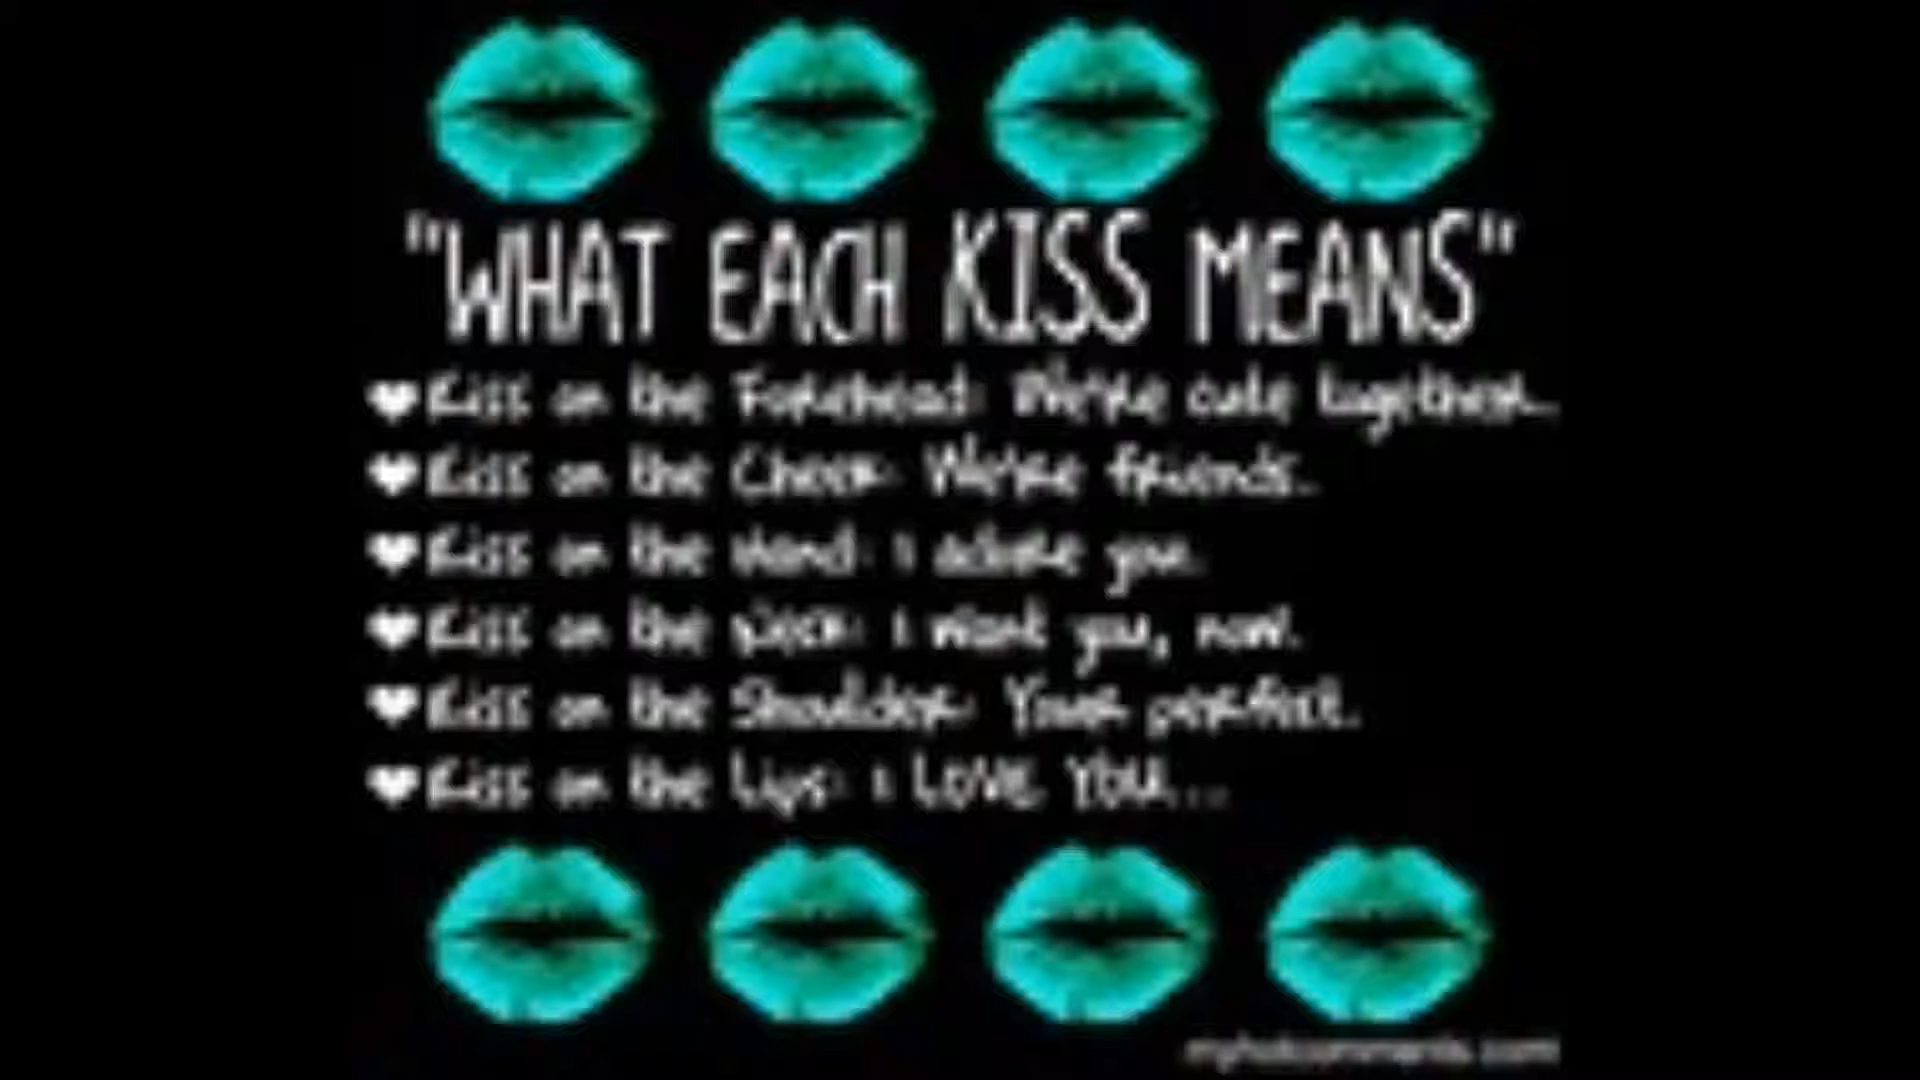 "WHAT EACH KISS MEANS"
♥Kiss on the Forehead: We're cute together..
♥Kiss on the Cheek: We're friends.
♥Kiss on the Hand: I adore you.
♥Kiss on the Neck: I want you, now.
♥Kiss on the Shoulder: Your perfect.
♥Kiss on the Lips: I LOVE YOU...
myhotcomments.com